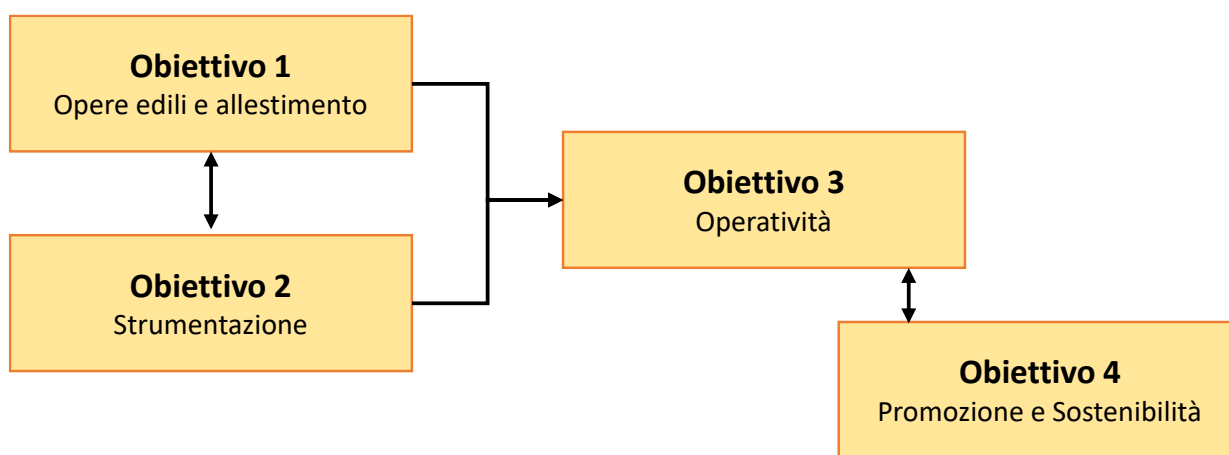 Obiettivo 1
Opere edili e allestimento
Obiettivo 2
Strumentazione
Obiettivo 3
Operatività
Obiettivo 4
Promozione e Sostenibilità